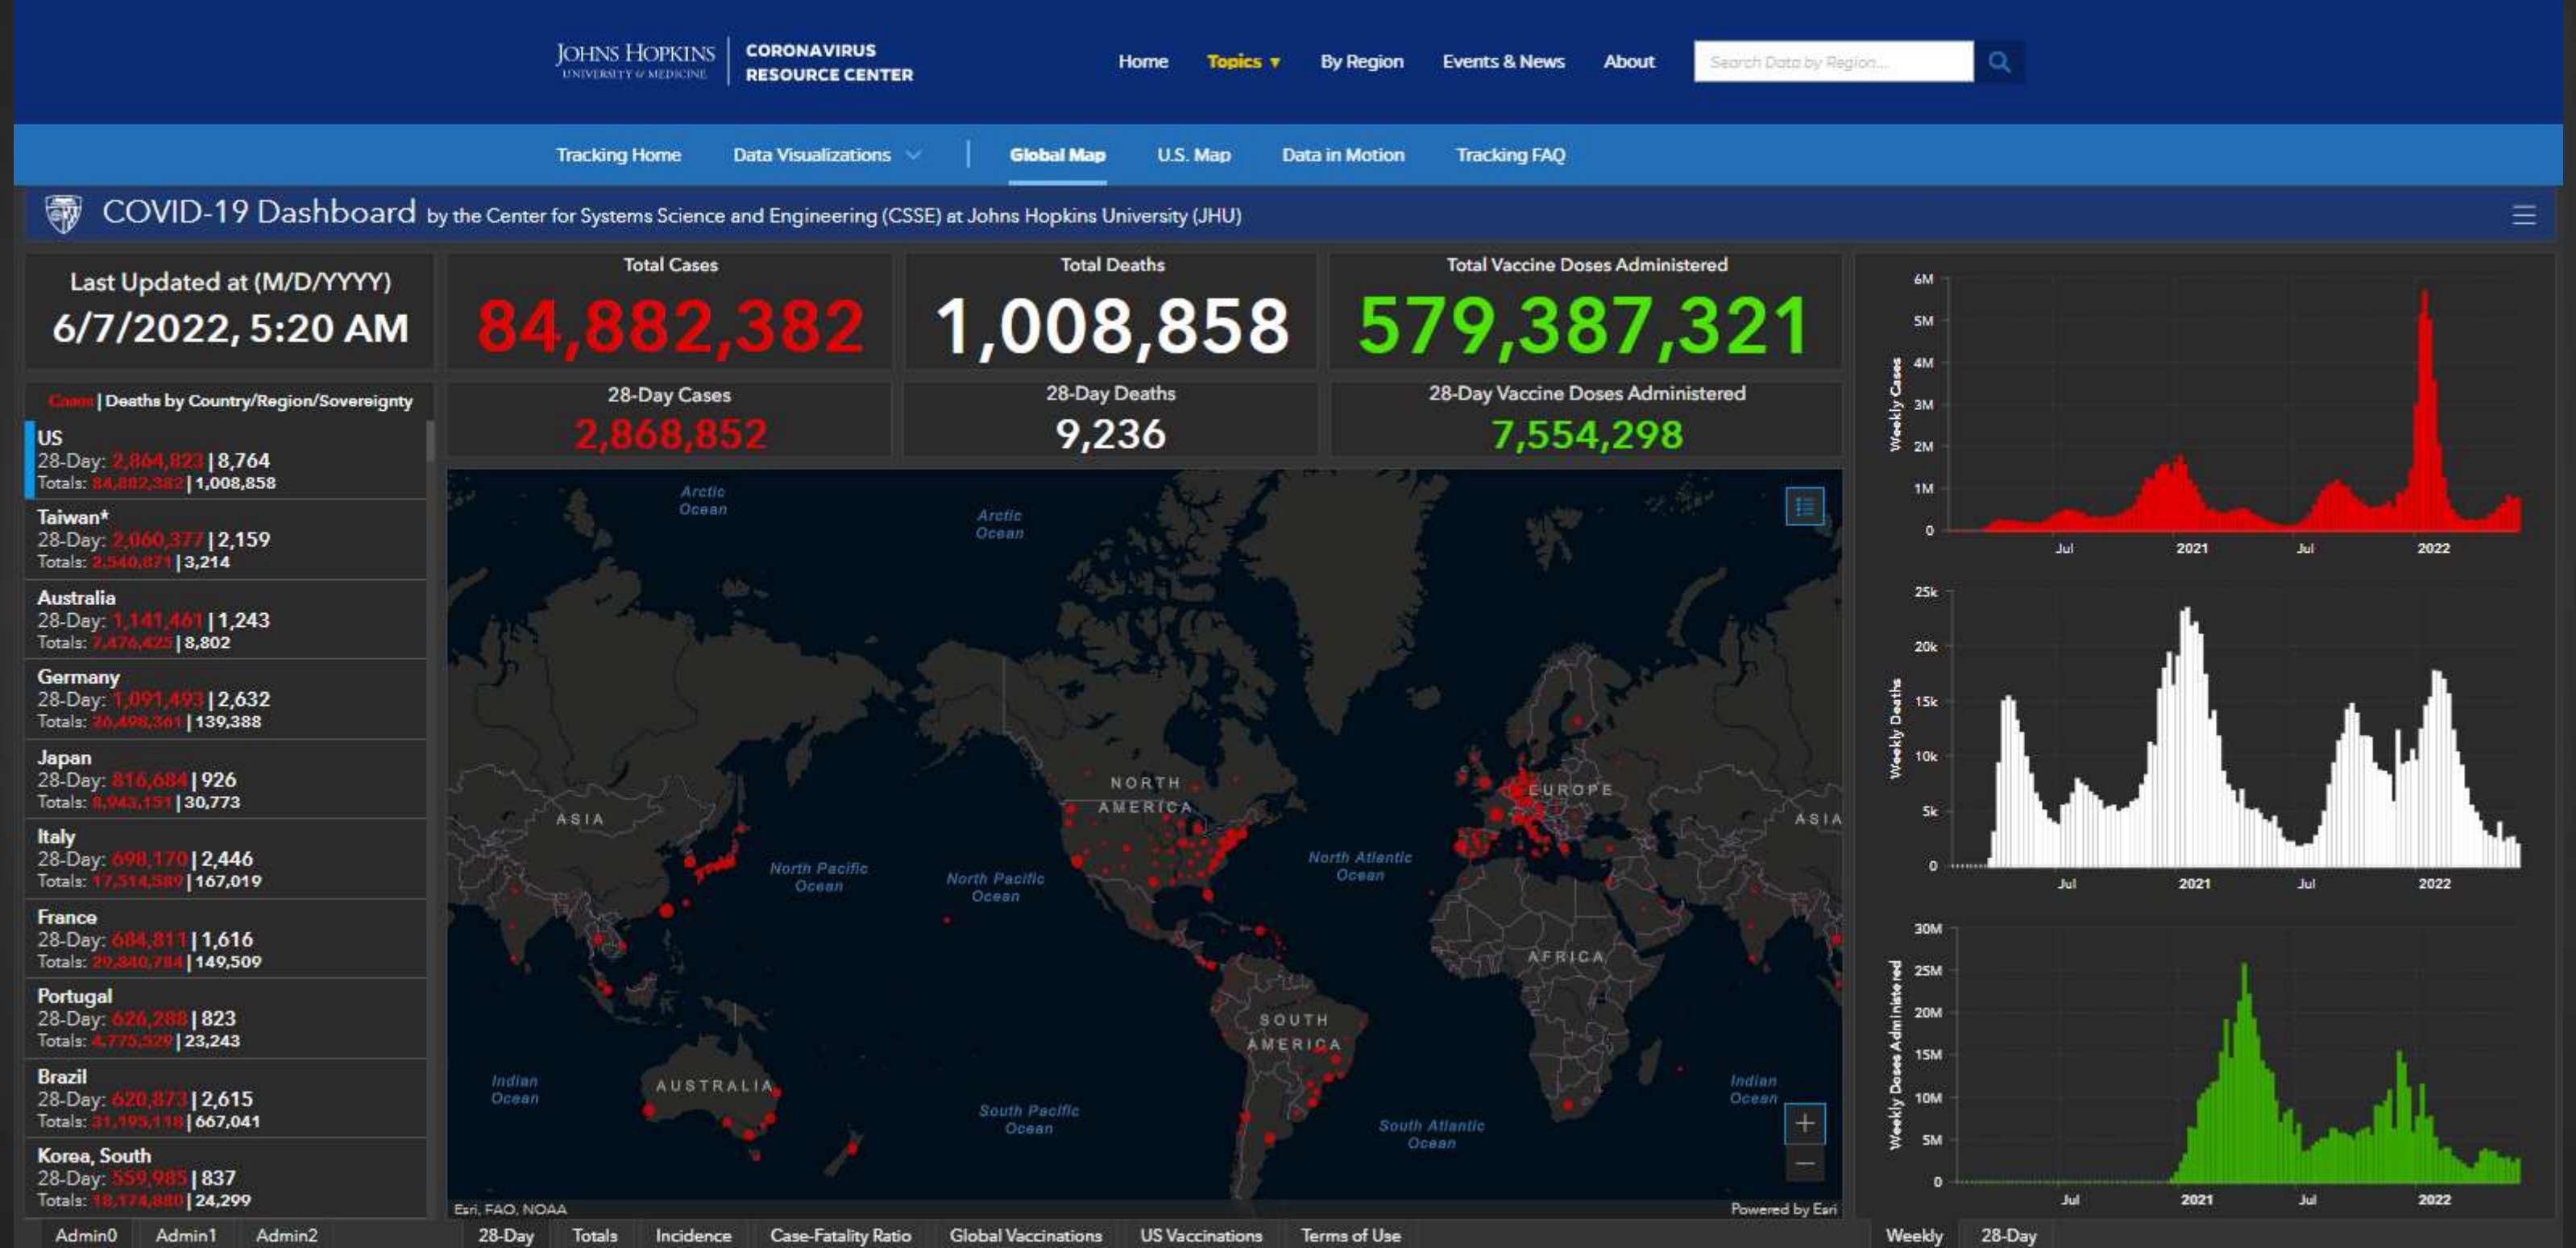 JOHNS HOPKINS
UNIVERSITY & MEDICINE
CORONAVIRUS
RESOURCE CENTER
Home Topics ▼ By Region Events & News About Search Data by Region...
Tracking Home Data Visualizations Global Map U.S. Map Data in Motion Tracking FAQ
COVID-19 Dashboard by the Center for Systems Science and Engineering (CSSE) at Johns Hopkins University (JHU)
Last Updated at (M/D/YYYY)
6/7/2022, 5:20 AM
Total Cases
84,882,382
Total Deaths
1,008,858
Total Vaccine Doses Administered
579,387,321
28-Day Cases
2,868,852
28-Day Deaths
9,236
28-Day Vaccine Doses Administered
7,554,298
Cases | Deaths by Country/Region/Sovereignty
US
28-Day: 2,864,823 | 8,764
Totals: 84,882,382 | 1,008,858
Taiwan*
28-Day: 2,060,377 | 2,159
Totals: 2,540,871 | 3,214
Australia
28-Day: 1,141,461 | 1,243
Totals: 7,476,425 | 8,802
Germany
28-Day: 1,091,493 | 2,632
Totals: 26,498,361 | 139,388
Japan
28-Day: 816,684 | 926
Totals: 8,943,151 | 30,773
Italy
28-Day: 698,170 | 2,446
Totals: 17,514,589 | 167,019
France
28-Day: 684,811 | 1,616
Totals: 29,840,784 | 149,509
Portugal
28-Day: 626,288 | 823
Totals: 4,775,529 | 23,243
Brazil
28-Day: 620,873 | 2,615
Totals: 31,195,118 | 667,041
Korea, South
28-Day: 559,985 | 837
Totals: 18,174,880 | 24,299
Admin0 Admin1 Admin2
Arctic
Ocean
Arctic
Ocean
NORTH
AMERICA
EUROPE
ASIA
ASIA
North Pacific
Ocean
North Pacific
Ocean
North Atlantic
Ocean
AFRICA
SOUTH
AMERICA
AUSTRALIA
Indian
Ocean
South Pacific
Ocean
South Atlantic
Ocean
Indian
Ocean
+
−
Esri, FAO, NOAA
Powered by Esri
28-Day Totals Incidence Case-Fatality Ratio Global Vaccinations US Vaccinations Terms of Use
Weekly Cases
6M
5M
4M
3M
2M
1M
0
Jul 2021 Jul 2022
Weekly Deaths
25k
20k
15k
10k
5k
0
Jul 2021 Jul 2022
Weekly Doses Administered
30M
25M
20M
15M
10M
5M
0
Jul 2021 Jul 2022
Weekly 28-Day